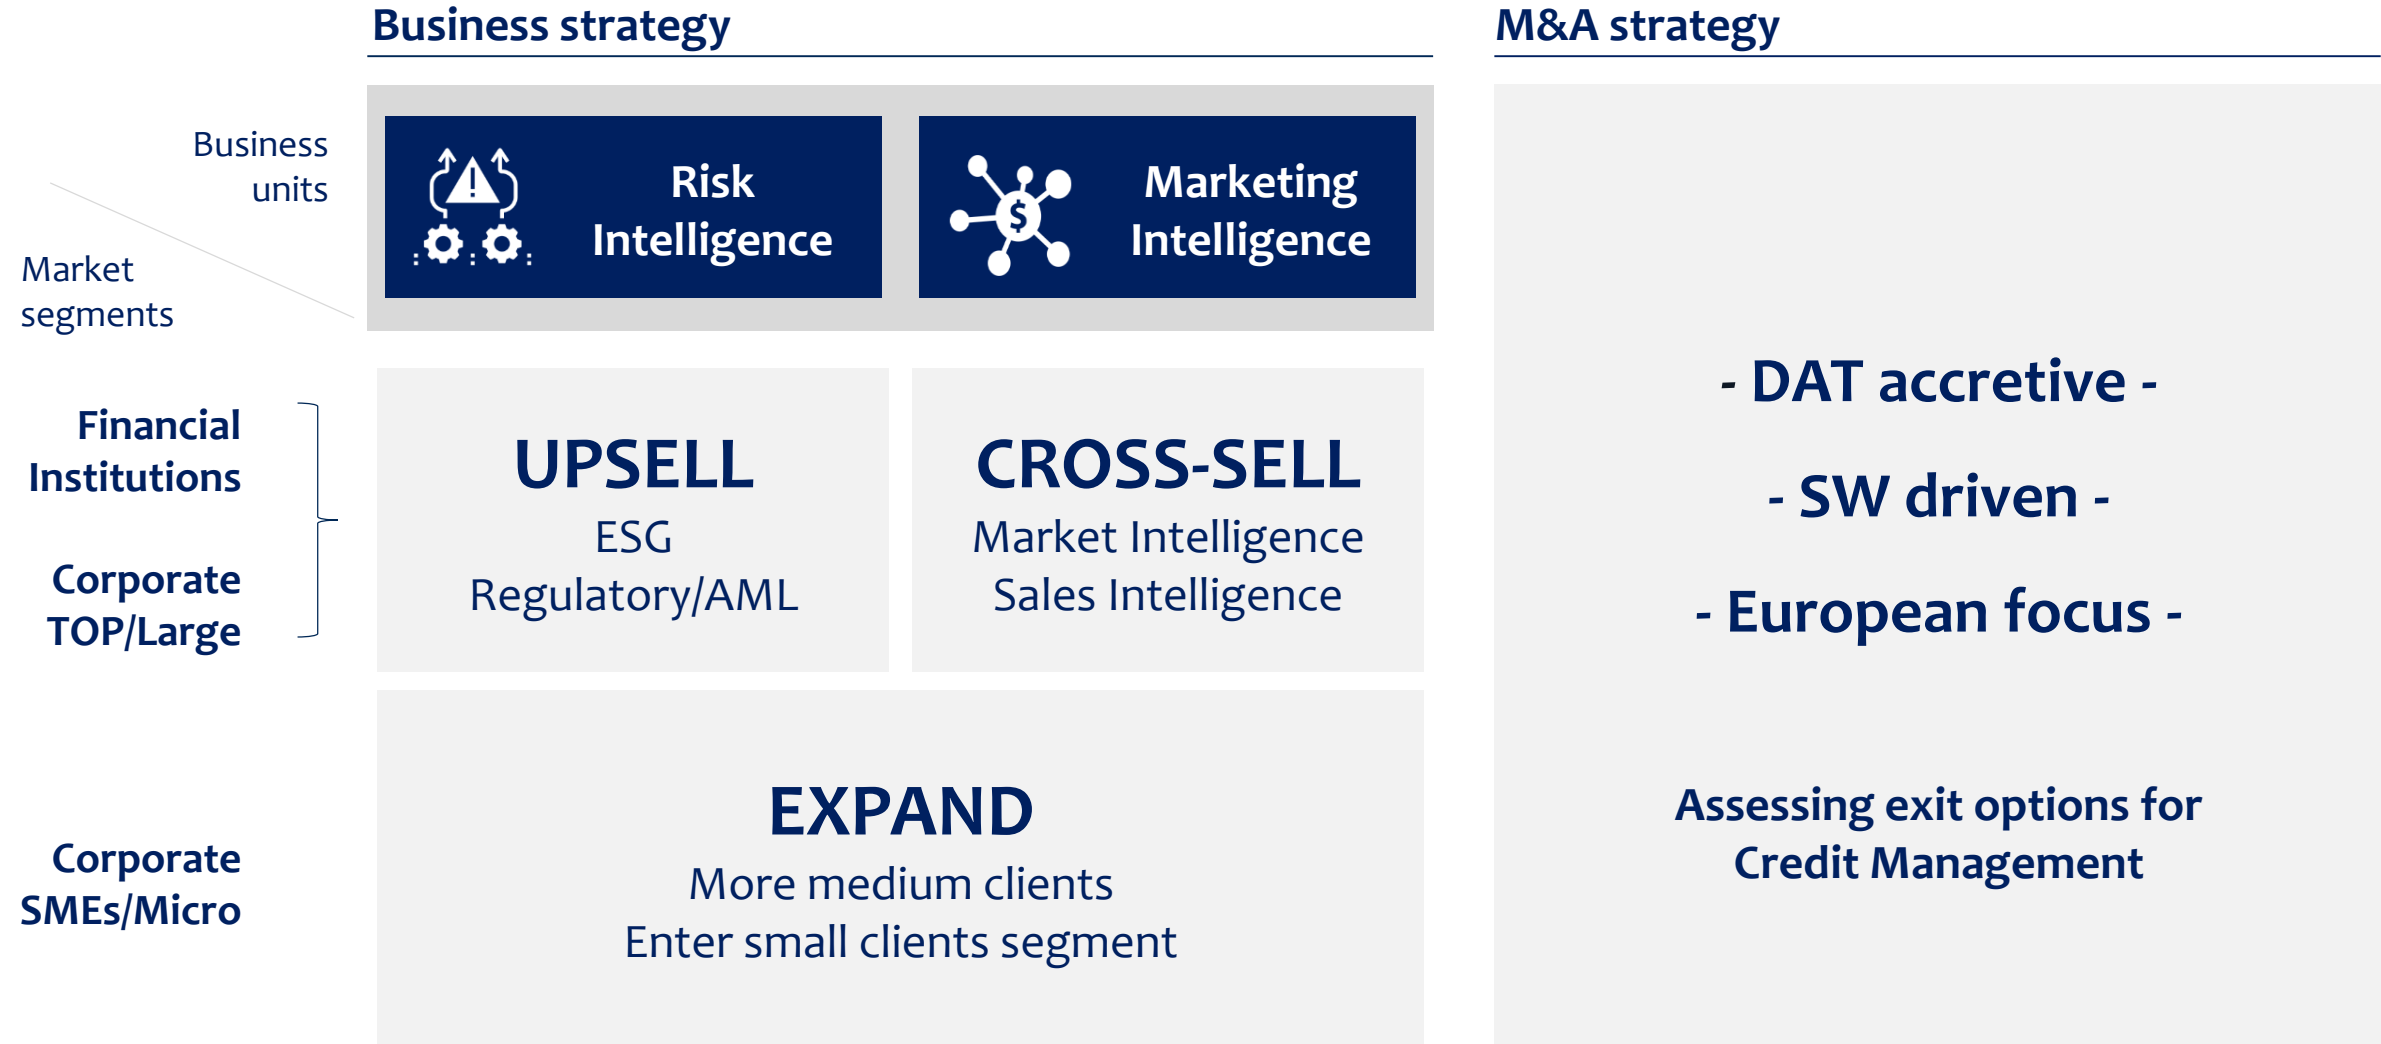 Business strategy
M&A strategy
Business
units
Market
segments
Risk
Intelligence
Marketing
Intelligence
$
Financial
Institutions
Corporate
TOP/Large
UPSELL
ESG
Regulatory/AML
CROSS-SELL
Market Intelligence
Sales Intelligence
Corporate
SMEs/Micro
EXPAND
More medium clients
Enter small clients segment
- DAT accretive -
- SW driven -
- European focus -
Assessing exit options for
Credit Management